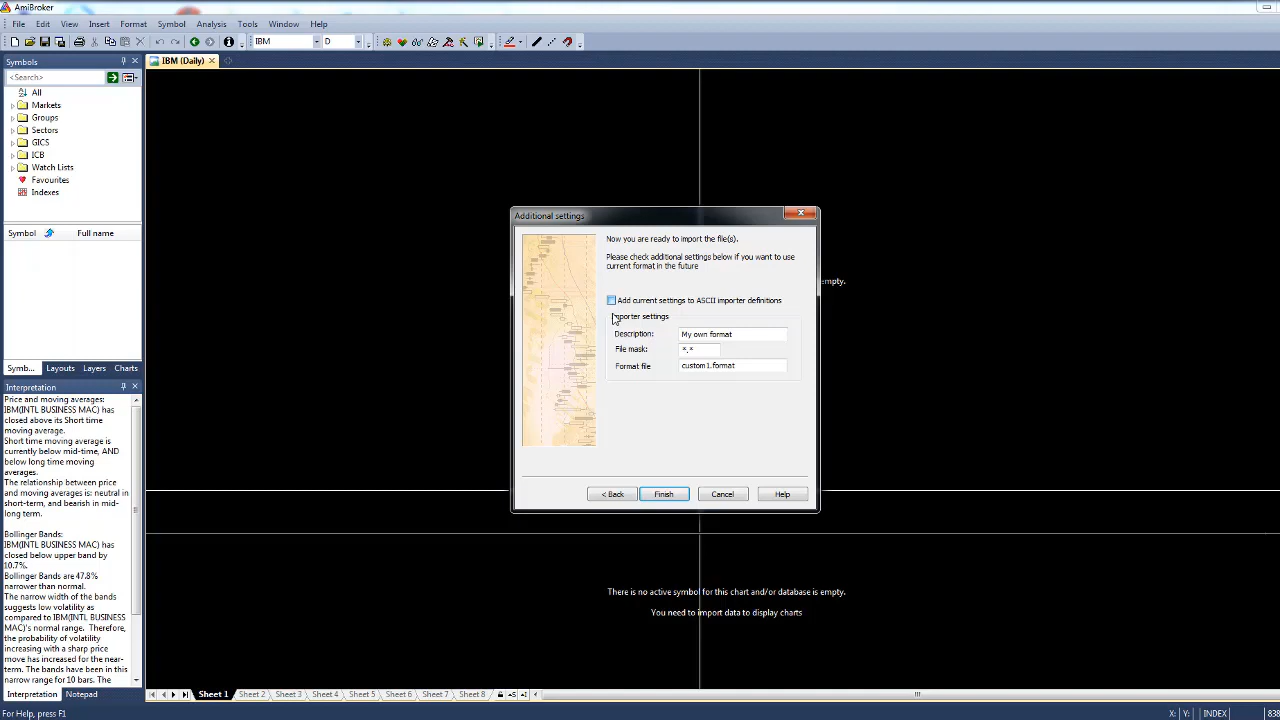 AmiBroker
File Edit View Insert Format Symbol Analysis Tools Window Help
IBM D
Symbols
IBM (Daily)
<Search>
All
Markets
Groups
Sectors
GICS
ICB
Watch Lists
Favourites
Indexes
Symbol Full name
Additional settings
Now you are ready to import the file(s).
Please check additional settings below if you want to use
current format in the future
empty.
Add current settings to ASCII importer definitions
porter settings
Description: My own format
File mask: *.*
Format file custom1.format
< Back Finish Cancel Help
Symb... Layouts Layers Charts
Interpretation
Price and moving averages:
IBM(INTL BUSINESS MAC) has
closed above its Short time
moving average.
Short time moving average is
currently below mid-time, AND
below long time moving
averages.
The relationship between price
and moving averages is: neutral in
short-term, and bearish in mid-
long term.
Bollinger Bands:
IBM(INTL BUSINESS MAC) has
closed below upper band by
10.7%.
Bollinger Bands are 47.8%
narrower than normal.
The narrow width of the bands
suggests low volatility as
compared to IBM(INTL BUSINESS
MAC)'s normal range. Therefore,
the probability of volatility
increasing with a sharp price
move has increased for the near-
term. The bands have been in this
narrow range for 10 bars. The
There is no active symbol for this chart and/or database is empty.
You need to import data to display charts
Interpretation Notepad
Sheet 1 Sheet 2 Sheet 3 Sheet 4 Sheet 5 Sheet 6 Sheet 7 Sheet 8
For Help, press F1
X: Y: INDEX 838